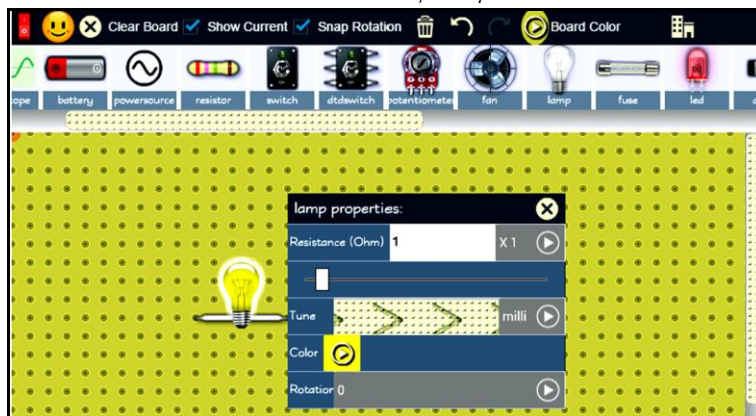 Clear Board Show Current Snap Rotation Board Color
ope battery powersource resistor switch dtdswitch potentiometer fan lamp fuse led
lamp properties:
Resistance (Ohm) 1 X 1
Tune milli
Color
Rotation 0